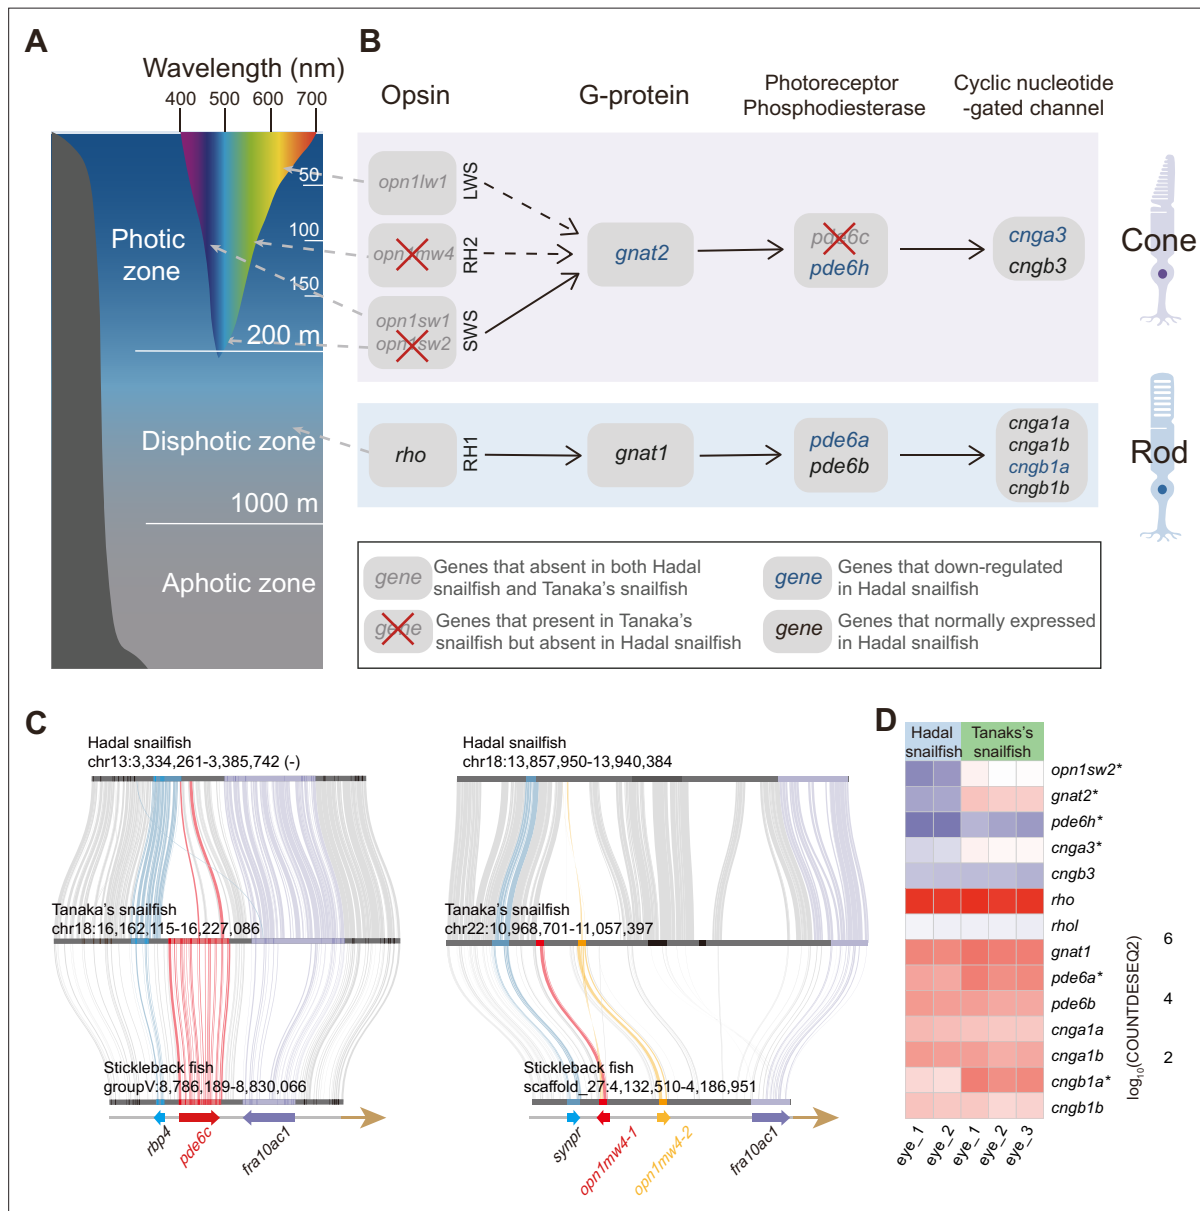 A
Wavelength (nm)
400 500 600 700
50
100
150
Photic
zone
200 m
Disphotic zone
1000 m
Aphotic zone
B
Opsin
G-protein
Photoreceptor
Phosphodiesterase
Cyclic nucleotide
-gated channel
opn1lw1
LWS
opn1mw4
RH2
opn1sw1
opn1sw2
SWS
gnat2
pde6c
pde6h
cnga3
cngb3
Cone
rho
RH1
gnat1
pde6a
pde6b
cnga1a
cnga1b
cngb1a
cngb1b
Rod
gene
Genes that absent in both Hadal
snailfish and Tanaka's snailfish
gene
Genes that present in Tanaka's
snailfish but absent in Hadal snailfish
gene
Genes that down-regulated
in Hadal snailfish
gene
Genes that normally expressed
in Hadal snailfish
C
Hadal snailfish
chr13:3,334,261-3,385,742 (-)
Tanaka's snailfish
chr18:16,162,115-16,227,086
Stickleback fish
groupV:8,786,189-8,830,066
rbp4
pde6c
fra10ac1
Hadal snailfish
chr18:13,857,950-13,940,384
Tanaka's snailfish
chr22:10,968,701-11,057,397
Stickleback fish
scaffold_27:4,132,510-4,186,951
synpr
opn1mw4-1
opn1mw4-2
fra10ac1
D
Hadal
snailfish
Tanaks's
snailfish
opn1sw2*
gnat2*
pde6h*
cnga3*
cngb3
rho
rhol
gnat1
pde6a*
pde6b
cnga1a
cnga1b
cngb1a*
cngb1b
eye_1
eye_2
eye_1
eye_2
eye_3
log10(COUNTDESEQ2)
6
4
2